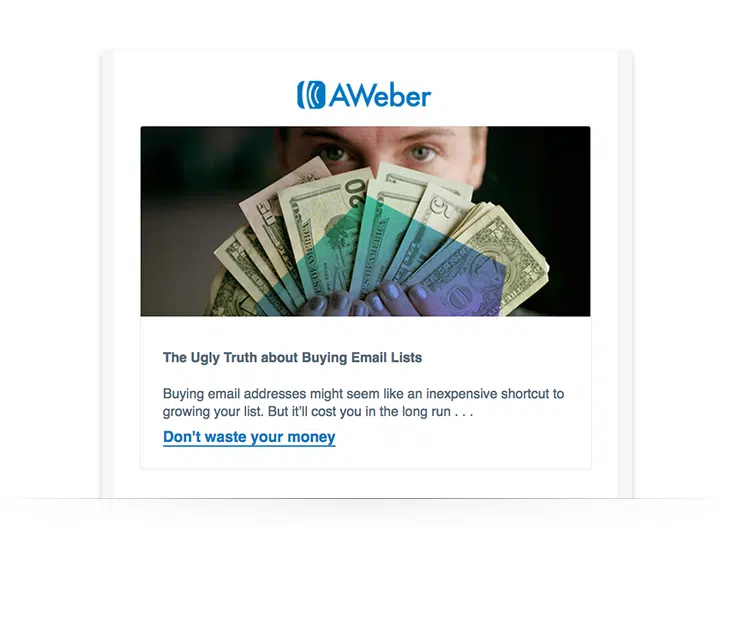 AWeber
20
5
The Ugly Truth about Buying Email Lists
Buying email addresses might seem like an inexpensive shortcut to
growing your list. But it'll cost you in the long run . . .
Don't waste your money